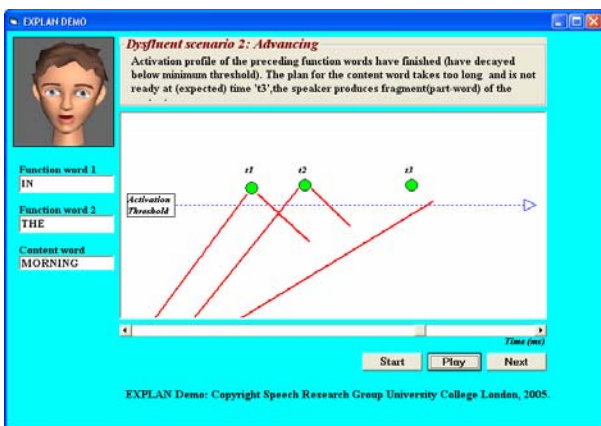 EXPLAN DEMO
Dysfluent scenario 2: Advancing
Activation profile of the preceding function words have finished (have decayed
below minimum threshold). The plan for the content word takes too long and is not
ready at (expected) time 't3',the speaker produces fragment(part-word) of the
Function word 1
IN
Function word 2
THE
Content word
MORNING
t1 t2 t3
Activation
Threshold
Time (ms)
Start Play Next
EXPLAN Demo: Copyright Speech Research Group University College London, 2005.